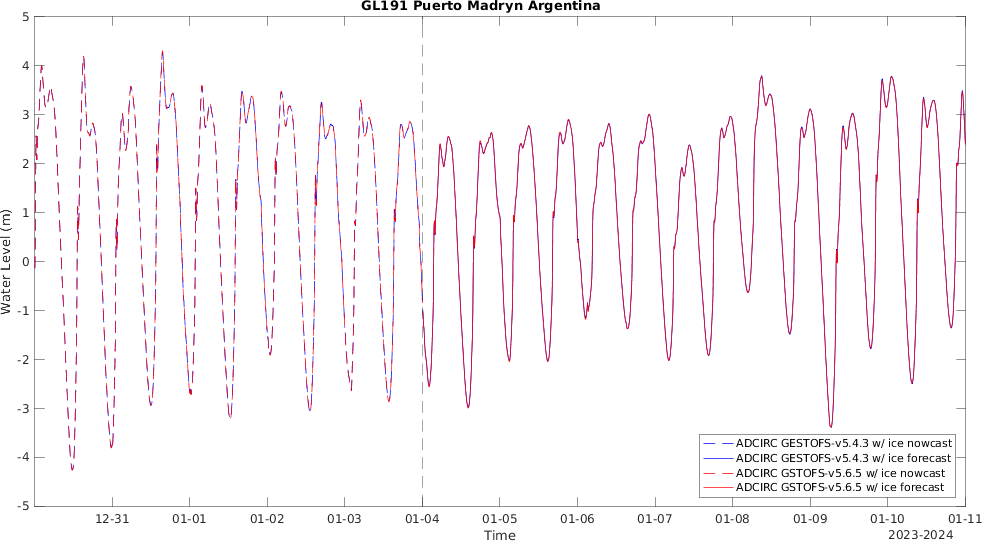 GL191 Puerto Madryn Argentina
5
4
3
2
1
0
-1
-2
-3
-4
-5
Water Level (m)
ADCIRC GESTOFS-v5.4.3 w/ ice nowcast
ADCIRC GESTOFS-v5.4.3 w/ ice forecast
ADCIRC GSTOFS-v5.6.5 w/ ice nowcast
ADCIRC GSTOFS-v5.6.5 w/ ice forecast
12-31 01-01 01-02 01-03 01-04 01-05 01-06 01-07 01-08 01-09 01-10 01-11
Time
2023-2024